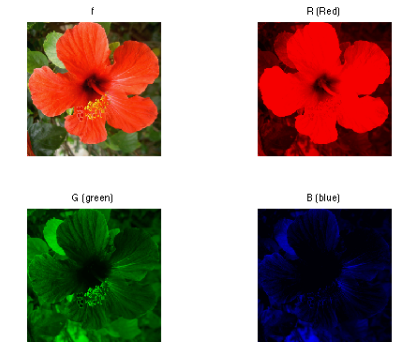 f
R (Red)
G (green)
B (blue)